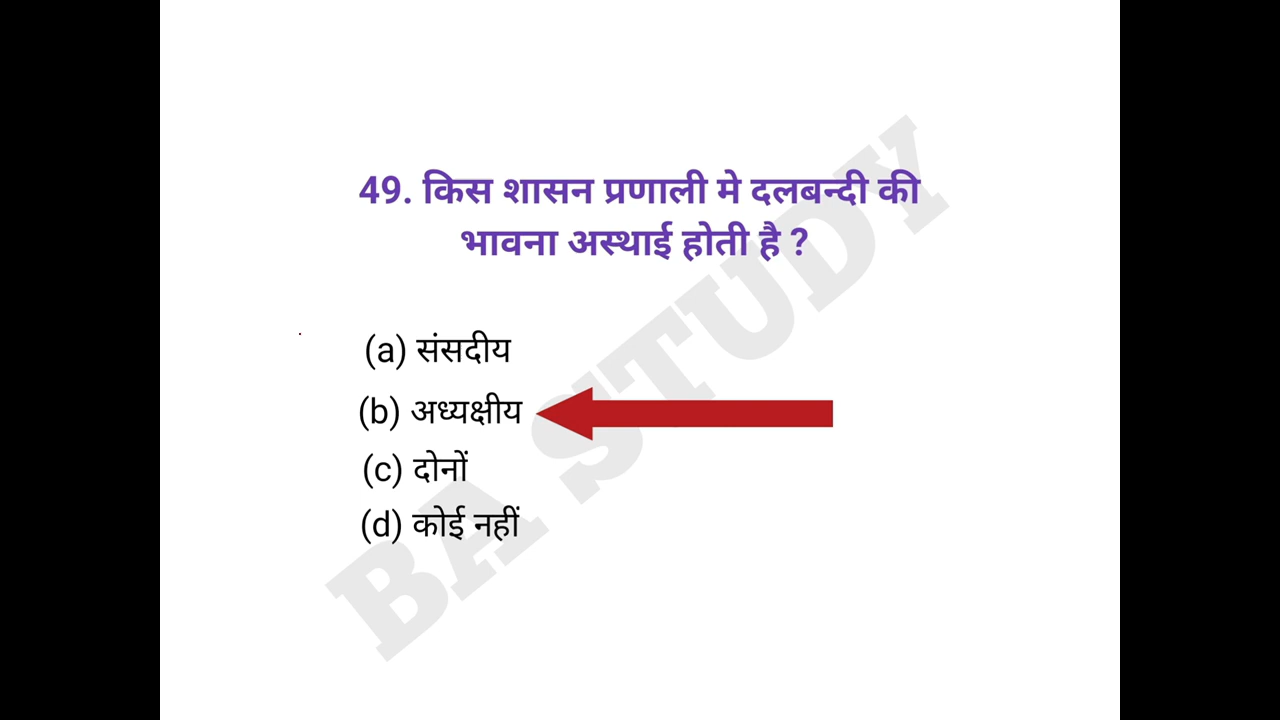 49. किस शासन प्रणाली मे दलबन्दी की
भावना अस्थाई होती है ?
(a) संसदीय
(b) अध्यक्षीय
(c) दोनों
(d) कोई नहीं
BA STUDY